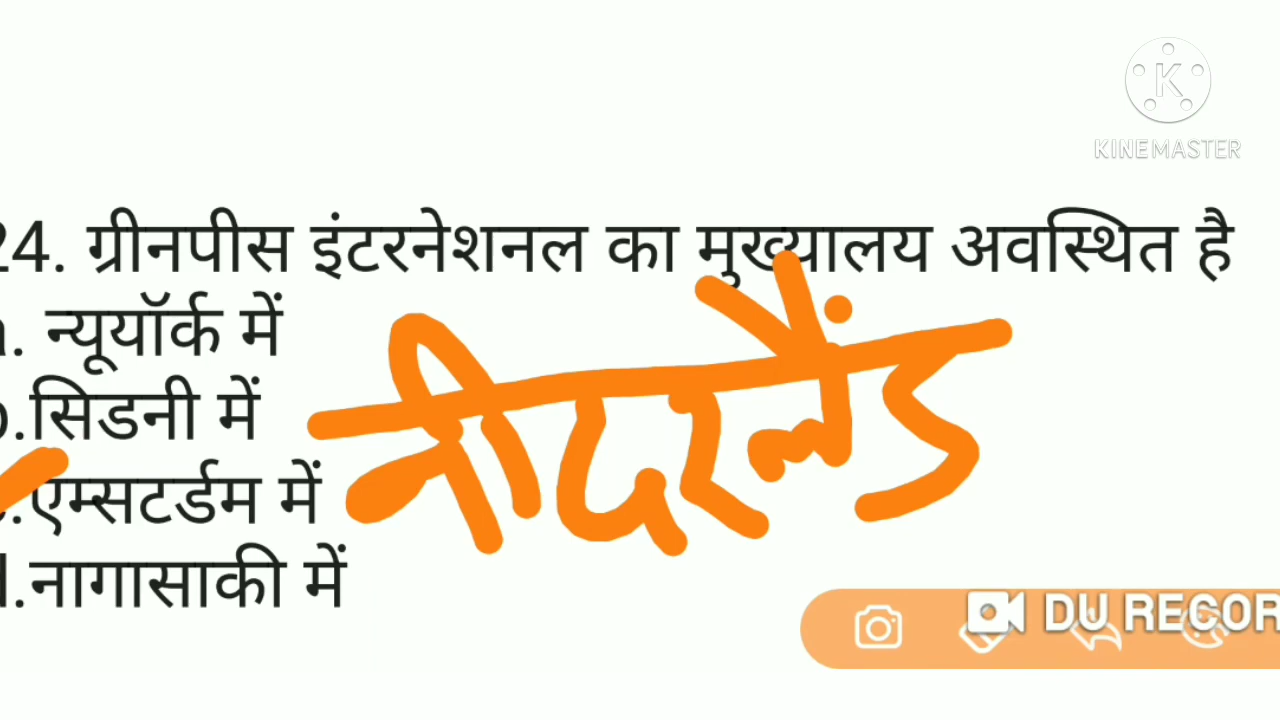 KINEMASTER
24. ग्रीनपीस इंटरनेशनल का मुख्यालय अवस्थित है
a. न्यूयॉर्क में
b.सिडनी में
नीदरलैंड
c.एम्सटर्डम में
d.नागासाकी में
DU RECOR